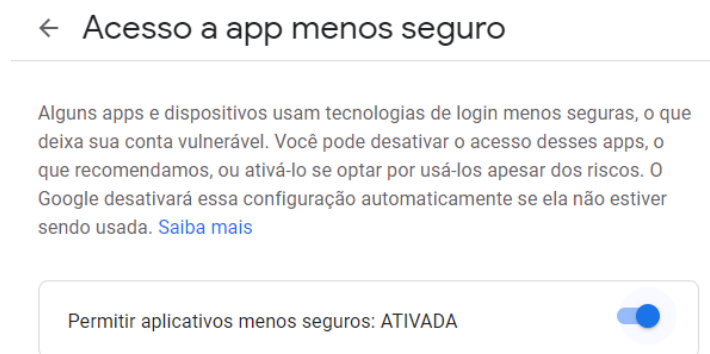 Acesso a app menos seguro
Alguns apps e dispositivos usam tecnologias de login menos seguras, o que
deixa sua conta vulnerável. Você pode desativar o acesso desses apps, o
que recomendamos, ou ativá-lo se optar por usá-los apesar dos riscos. O
Google desativará essa configuração automaticamente se ela não estiver
sendo usada. Saiba mais
Permitir aplicativos menos seguros: ATIVADA